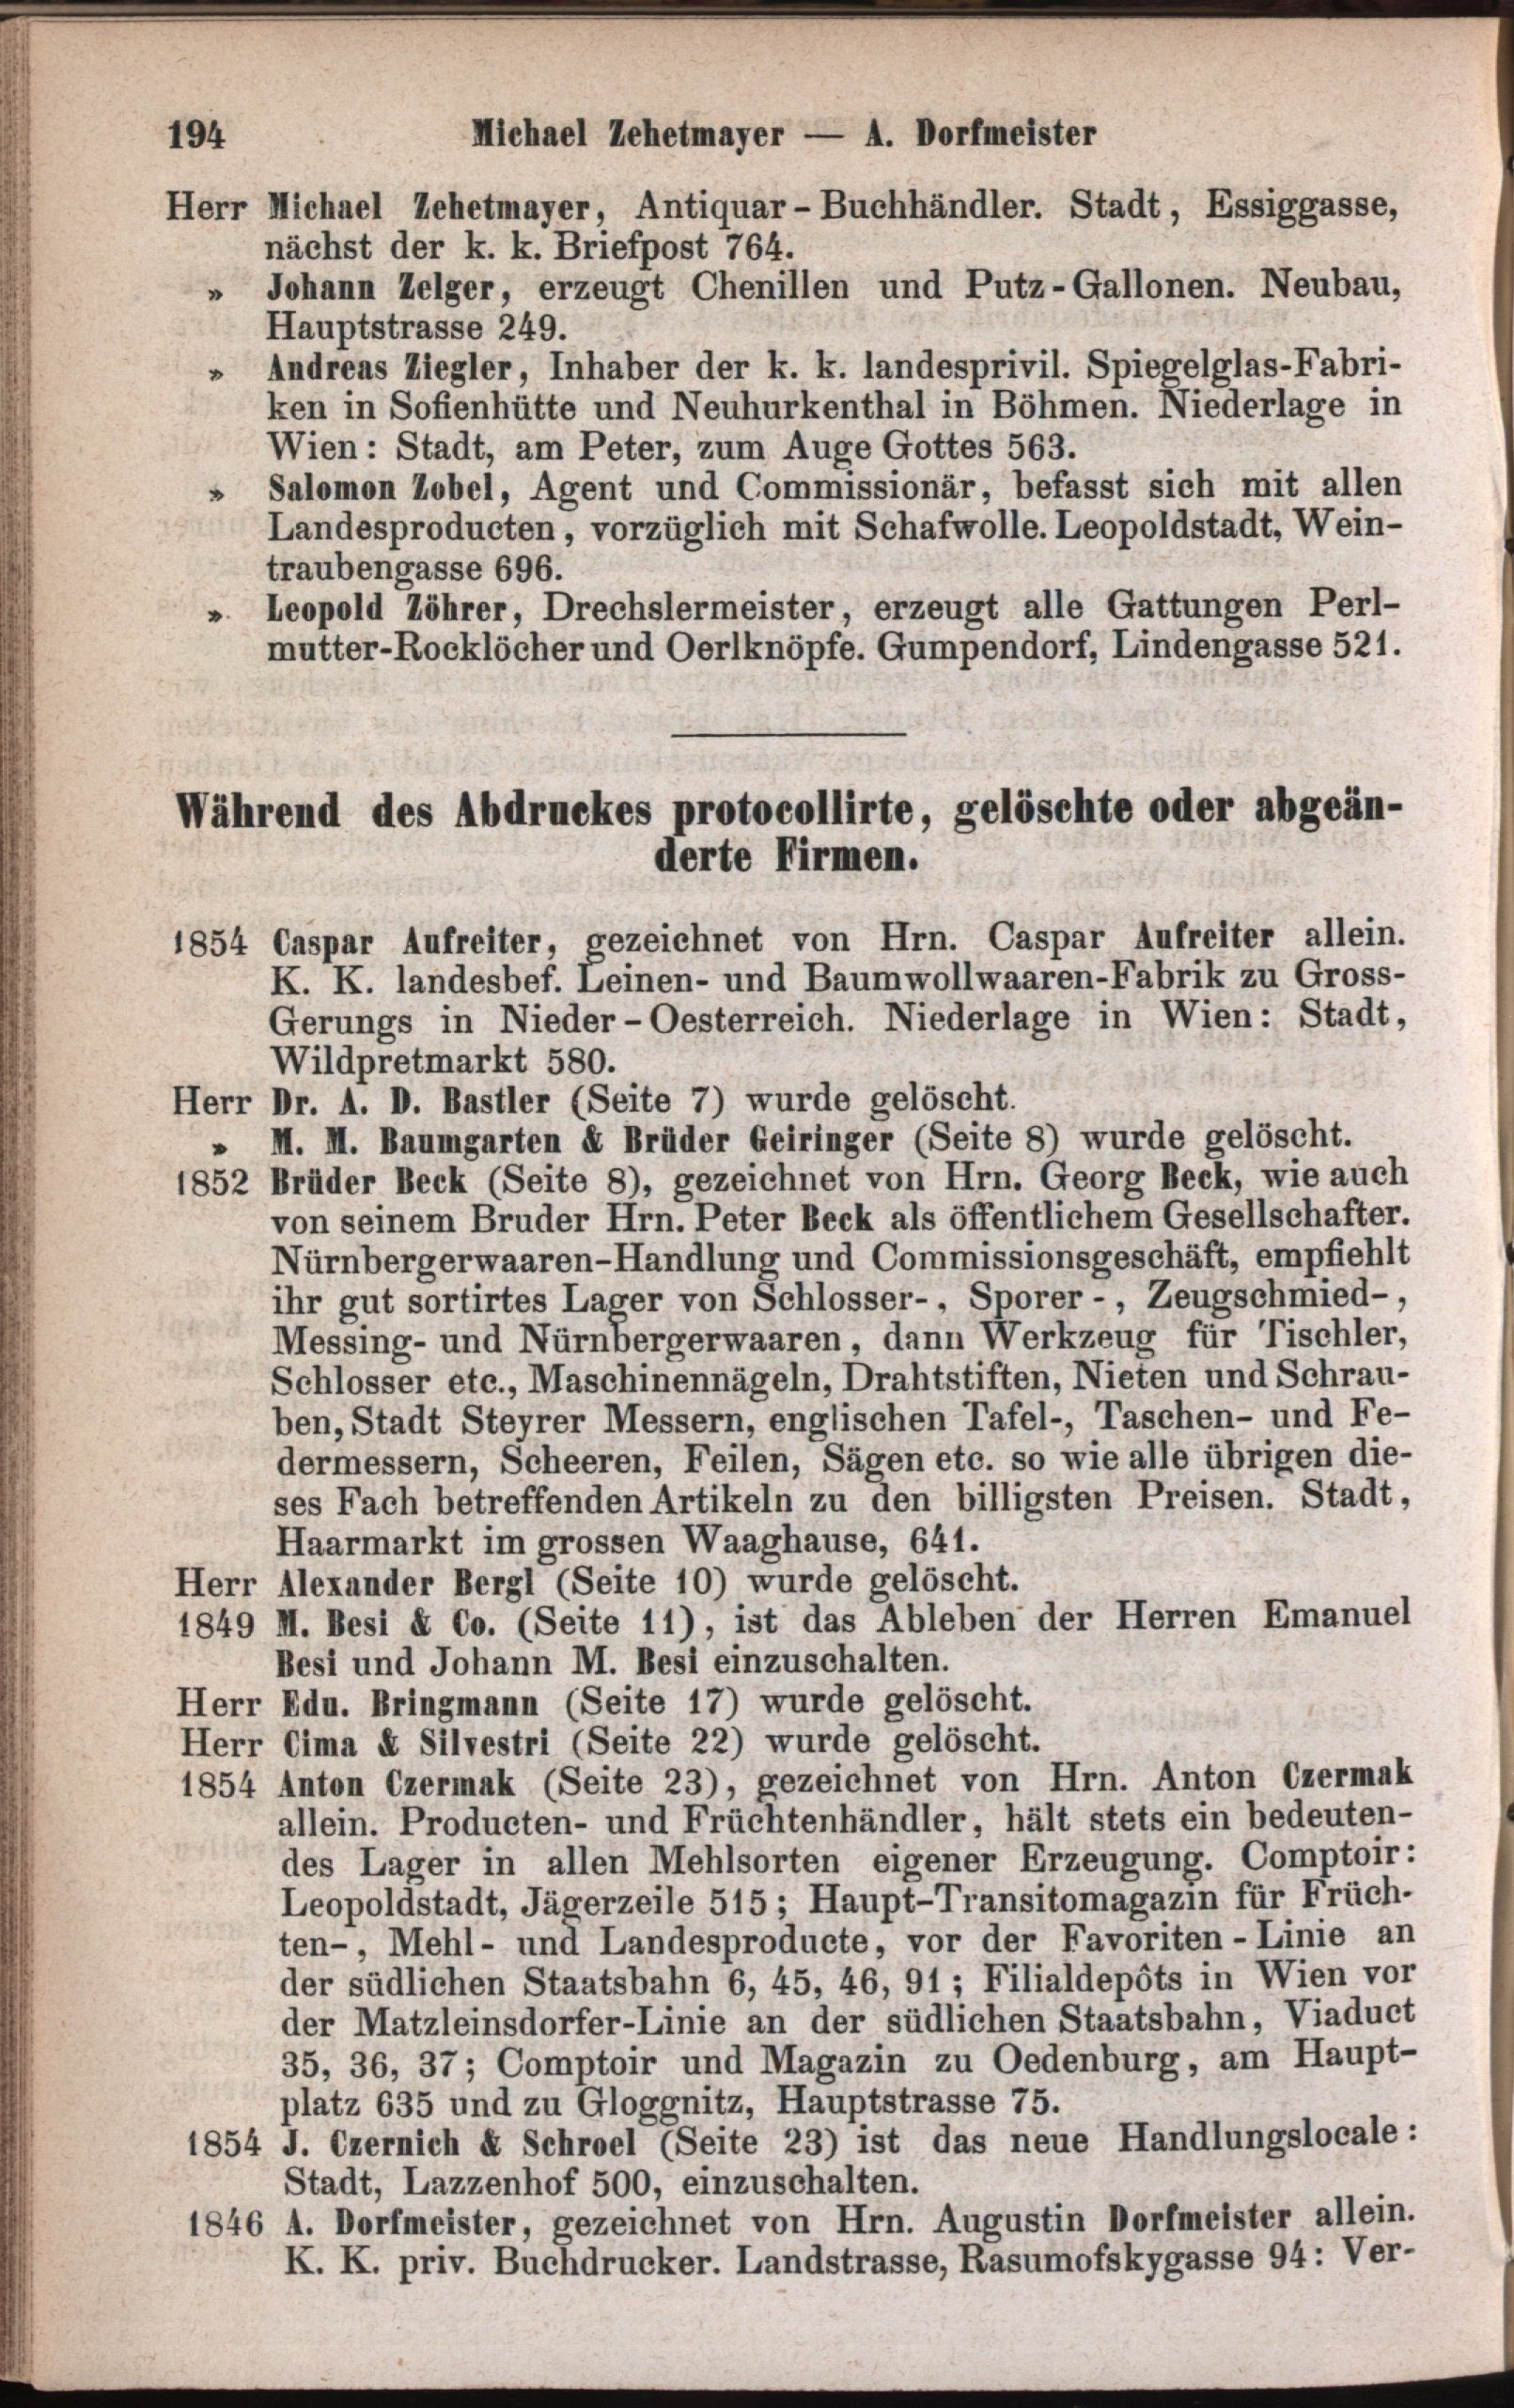 194 Michael Zehetmayer — A. Dorfmeister
Herr Michael Zehetmayer, Antiquar-Buchhändler. Stadt, Essiggasse,
nächst der k. k. Briefpost 764.
» Johann Zelger, erzeugt Chenillen und Putz-Gallonen. Neubau,
Hauptstrasse 249.
» Andreas Ziegler, Inhaber der k. k. landesprivil. Spiegelglas-Fabri-
ken in Sofienhütte und Neuhurkenthal in Böhmen. Niederlage in
Wien: Stadt, am Peter, zum Auge Gottes 563.
» Salomon Zobel, Agent und Commissionär, befasst sich mit allen
Landesproducten, vorzüglich mit Schafwolle. Leopoldstadt, Wein-
traubengasse 696.
» Leopold Zöhrer, Drechslermeister, erzeugt alle Gattungen Perl-
mutter-Rocklöcher und Oerlknöpfe. Gumpendorf, Lindengasse 521.
Während des Abdruckes protocollirte, gelöschte oder abgeän-
derte Firmen.
1854 Caspar Aufreiter, gezeichnet von Hrn. Caspar Aufreiter allein.
K. K. landesbef. Leinen- und Baumwollwaaren-Fabrik zu Gross-
Gerungs in Nieder-Oesterreich. Niederlage in Wien: Stadt,
Wildpretmarkt 580.
Herr Dr. A. D. Bastler (Seite 7) wurde gelöscht.
» M. M. Baumgarten & Brüder Geiringer (Seite 8) wurde gelöscht.
1852 Brüder Beck (Seite 8), gezeichnet von Hrn. Georg Beck, wie auch
von seinem Bruder Hrn. Peter Beck als öffentlichem Gesellschafter.
Nürnbergerwaaren-Handlung und Commissionsgeschäft, empfiehlt
ihr gut sortirtes Lager von Schlosser-, Sporer-, Zeugschmied-,
Messing- und Nürnbergerwaaren, dann Werkzeug für Tischler,
Schlosser etc., Maschinennägeln, Drahtstiften, Nieten und Schrau-
ben, Stadt Steyrer Messern, englischen Tafel-, Taschen- und Fe-
dermessern, Scheeren, Feilen, Sägen etc. so wie alle übrigen die-
ses Fach betreffenden Artikeln zu den billigsten Preisen. Stadt,
Haarmarkt im grossen Waaghause, 641.
Herr Alexander Bergl (Seite 10) wurde gelöscht.
1849 M. Besi & Co. (Seite 11), ist das Ableben der Herren Emanuel
Besi und Johann M. Besi einzuschalten.
Herr Edu. Bringmann (Seite 17) wurde gelöscht.
Herr Cima & Silvestri (Seite 22) wurde gelöscht.
1854 Anton Czermak (Seite 23), gezeichnet von Hrn. Anton Czermak
allein. Producten- und Früchtenhändler, hält stets ein bedeuten-
des Lager in allen Mehlsorten eigener Erzeugung. Comptoir:
Leopoldstadt, Jägerzeile 515; Haupt-Transitomagazin für Früch-
ten-, Mehl- und Landesproducte, vor der Favoriten-Linie an
der südlichen Staatsbahn 6, 45, 46, 91; Filialdepôts in Wien vor
der Matzleinsdorfer-Linie an der südlichen Staatsbahn, Viaduct
35, 36, 37; Comptoir und Magazin zu Oedenburg, am Haupt-
platz 635 und zu Gloggnitz, Hauptstrasse 75.
1854 J. Czernich & Schroel (Seite 23) ist das neue Handlungslocale:
Stadt, Lazzenhof 500, einzuschalten.
1846 A. Dorfmeister, gezeichnet von Hrn. Augustin Dorfmeister allein.
K. K. priv. Buchdrucker. Landstrasse, Rasumofskygasse 94: Ver-